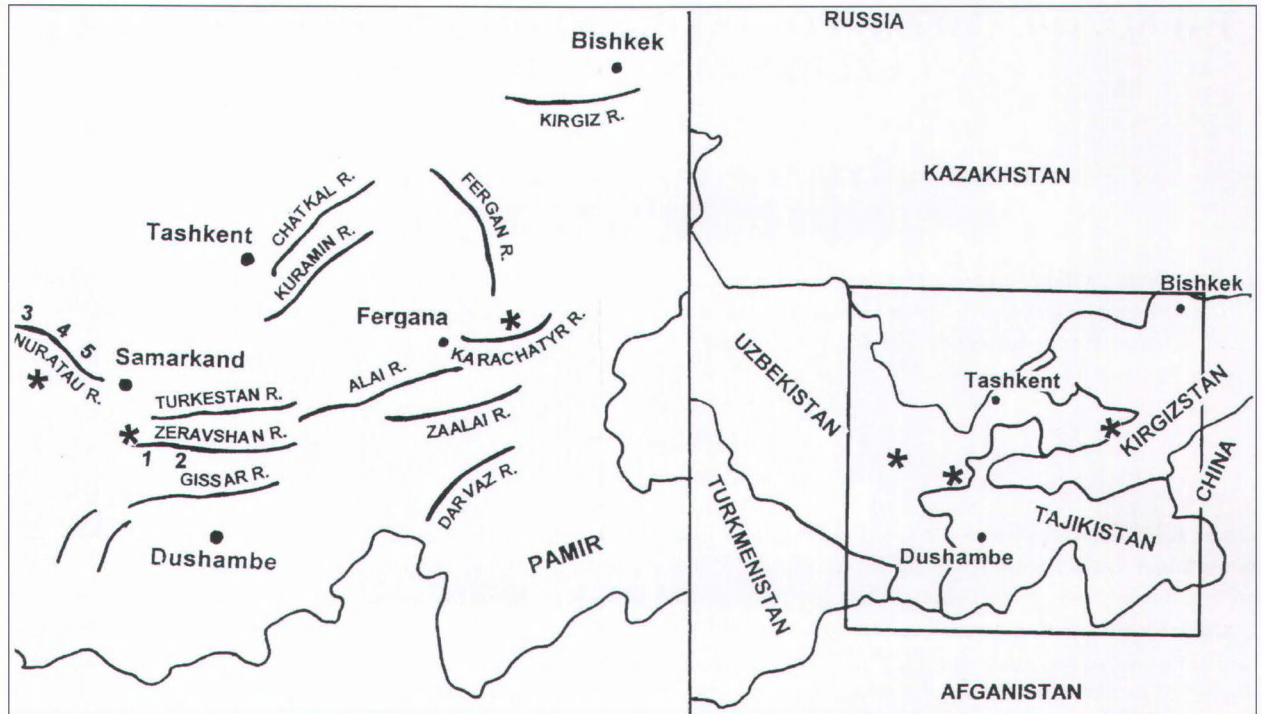 Bishkek
KIRGIZ R.
CHATKAL R.
FERGAN R.
Tashkent
KURAMIN R.
Fergana
*
KARACHATYR R.
3
4
5
NURATAU R.
*
Samarkand
TURKESTAN R.
ALAI R.
*
ZERAVSHAN R.
ZAALAI R.
1 2
GISSAR R.
DARVAZ R.
Dushambe
PAMIR
RUSSIA
KAZAKHSTAN
Bishkek
UZBEKISTAN
Tashkent
*
KIRGIZSTAN
*
*
CHINA
TURKMENISTAN
TAJIKISTAN
Dushambe
AFGANISTAN